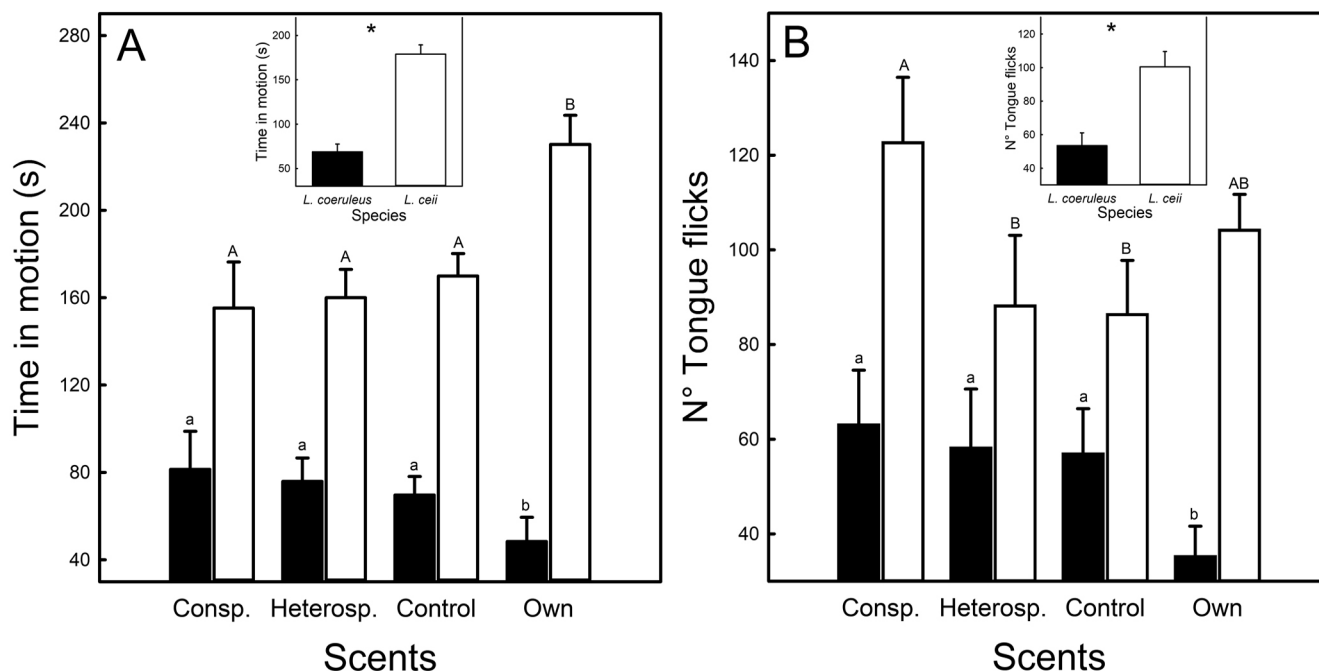 A
Time in motion (s)
280
240
200
160
120
80
40
a
A
a
A
a
A
b
B
Consp.
Heterosp.
Control
Own
Scents
*
Time in motion (s)
200
150
100
50
L. coeruleus
L. ceii
Species
B
N° Tongue flicks
140
120
100
80
60
40
a
A
a
B
a
B
b
AB
Consp.
Heterosp.
Control
Own
Scents
*
N° Tongue flicks
120
100
80
60
40
L. coeruleus
L. ceii
Species